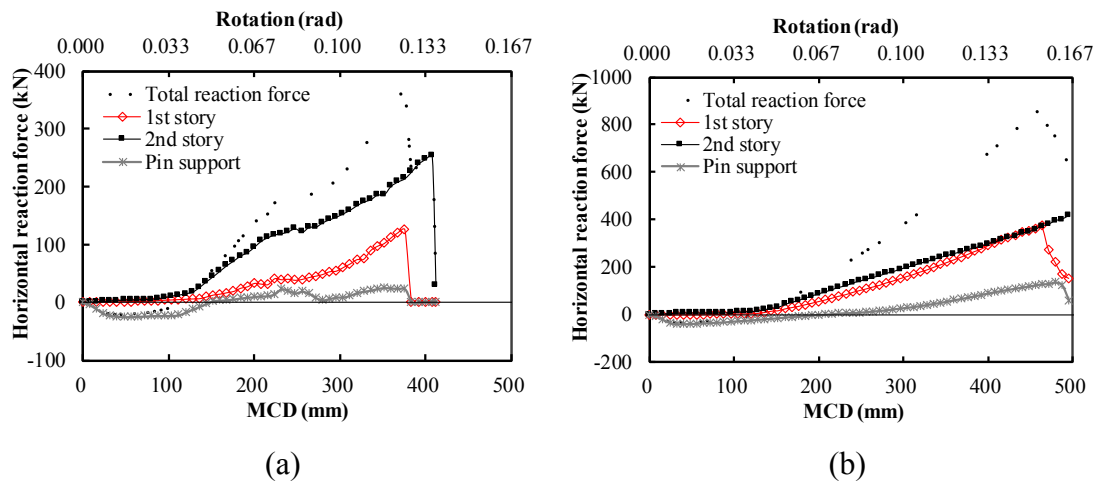 Rotation (rad)
0.000 0.033 0.067 0.100 0.133 0.167
400
300
200
100
0
-100
Horizontal reaction force (kN)
Total reaction force
1st story
2nd story
Pin support
0 100 200 300 400 500
MCD (mm)
(a)
Rotation (rad)
0.000 0.033 0.067 0.100 0.133 0.167
1000
800
600
400
200
0
-200
Horizontal reaction force (kN)
Total reaction force
1st story
2nd story
Pin support
0 100 200 300 400 500
MCD (mm)
(b)